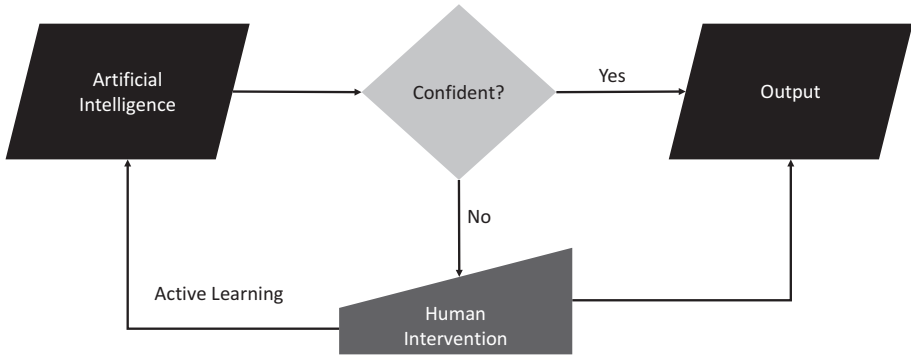 Artificial
Intelligence
Confident?
Yes
Output
No
Active Learning
Human
Intervention